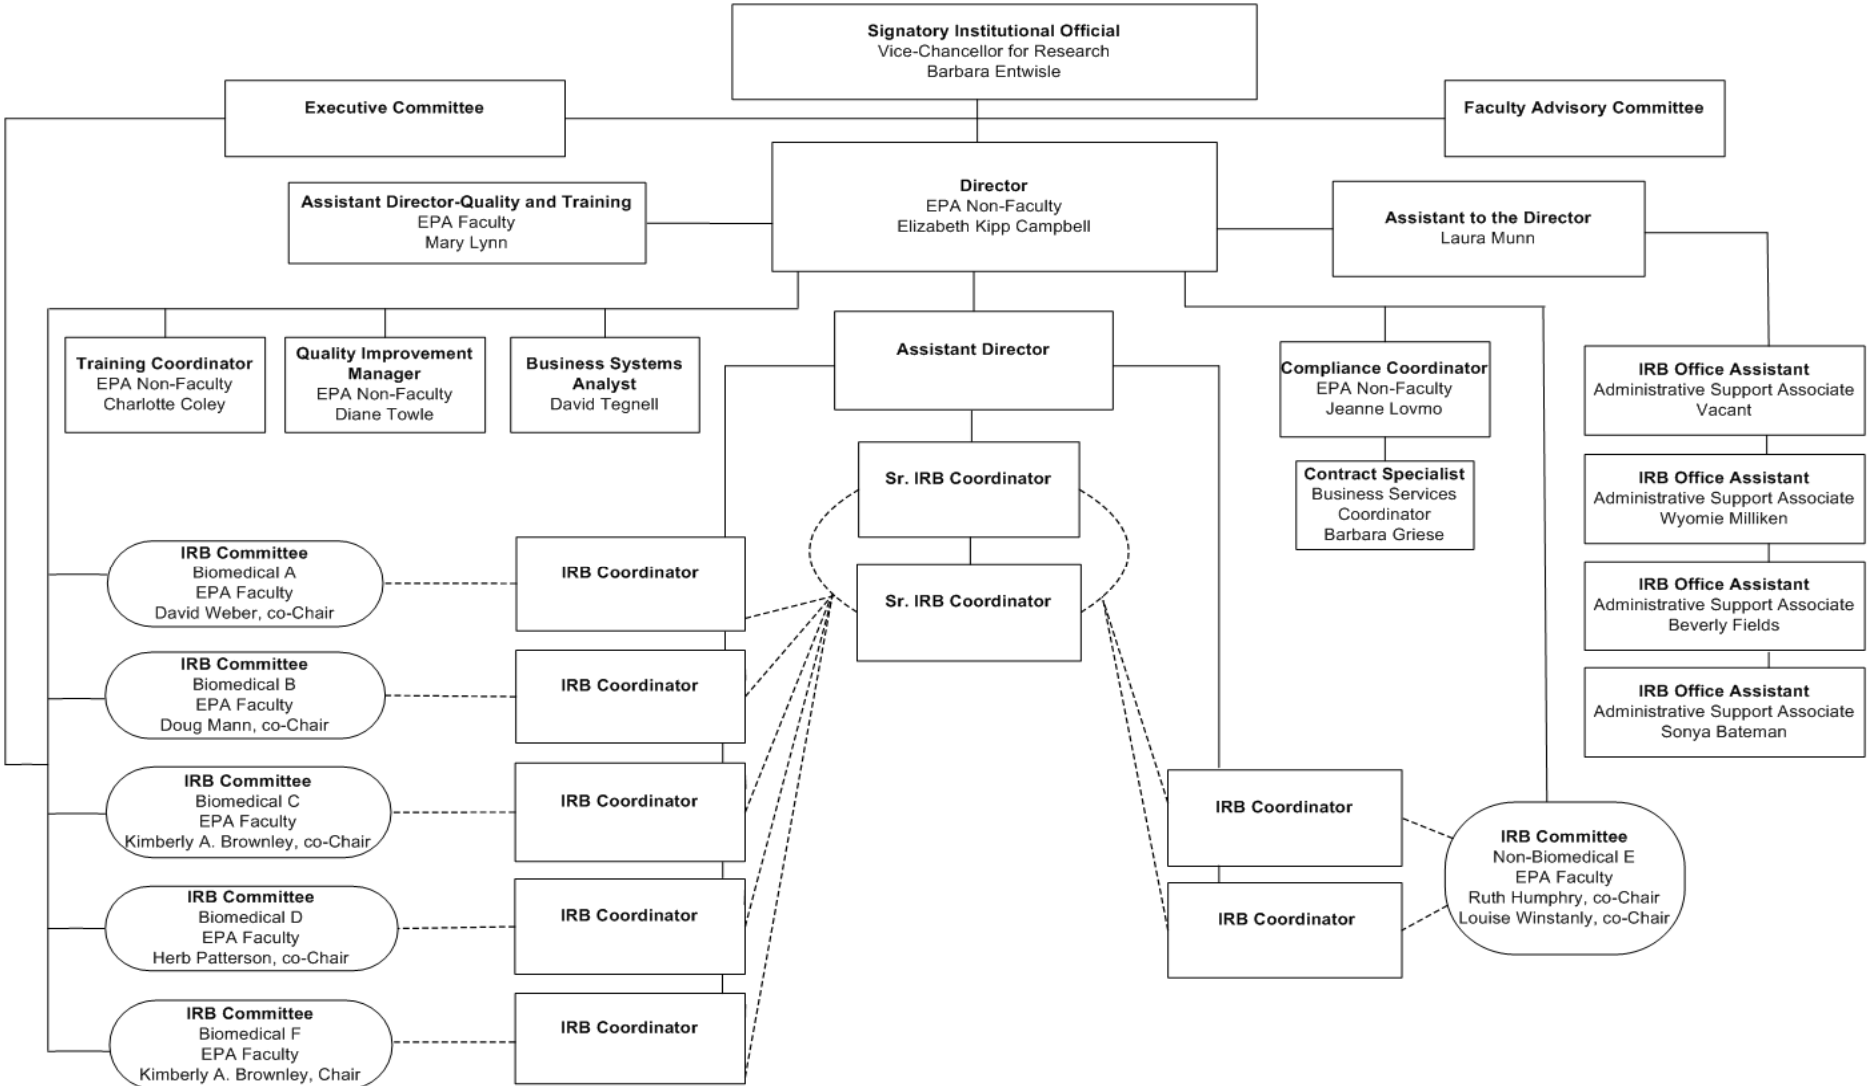 Signatory Institutional Official
Vice-Chancellor for Research
Barbara Entwisle
Executive Committee
Faculty Advisory Committee
Assistant Director-Quality and Training
EPA Faculty
Mary Lynn
Director
EPA Non-Faculty
Elizabeth Kipp Campbell
Assistant to the Director
Laura Munn
Training Coordinator
EPA Non-Faculty
Charlotte Coley
Quality Improvement
Manager
EPA Non-Faculty
Diane Towle
Business Systems
Analyst
David Tegnell
Assistant Director
Compliance Coordinator
EPA Non-Faculty
Jeanne Lovmo
Contract Specialist
Business Services
Coordinator
Barbara Griese
IRB Office Assistant
Administrative Support Associate
Vacant
IRB Office Assistant
Administrative Support Associate
Wyomie Milliken
IRB Office Assistant
Administrative Support Associate
Beverly Fields
IRB Office Assistant
Administrative Support Associate
Sonya Bateman
Sr. IRB Coordinator
Sr. IRB Coordinator
IRB Committee
Biomedical A
EPA Faculty
David Weber, co-Chair
IRB Coordinator
IRB Committee
Biomedical B
EPA Faculty
Doug Mann, co-Chair
IRB Coordinator
IRB Committee
Biomedical C
EPA Faculty
Kimberly A. Brownley, co-Chair
IRB Coordinator
IRB Committee
Biomedical D
EPA Faculty
Herb Patterson, co-Chair
IRB Coordinator
IRB Committee
Biomedical F
EPA Faculty
Kimberly A. Brownley, Chair
IRB Coordinator
IRB Coordinator
IRB Coordinator
IRB Committee
Non-Biomedical E
EPA Faculty
Ruth Humphry, co-Chair
Louise Winstanly, co-Chair